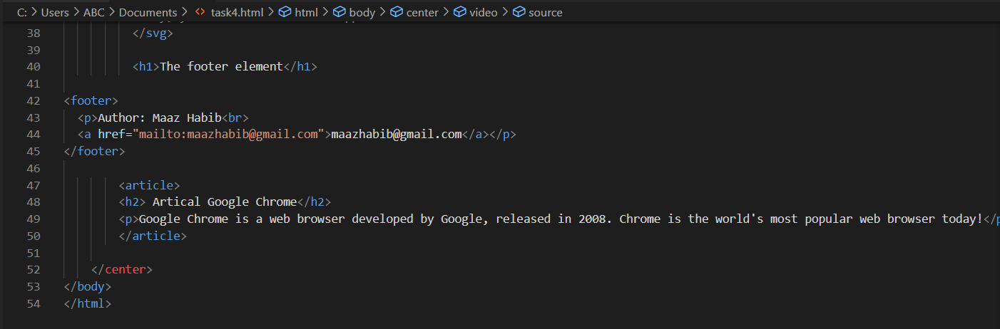 C: > Users > ABC > Documents > <> task4.html > html > body > center > video > source
38 </svg>
39
40 <h1>The footer element</h1>
41
42 <footer>
43 <p>Author: Maaz Habib<br>
44 <a href="mailto:maazhabib@gmail.com">maazhabib@gmail.com</a></p>
45 </footer>
46
47 <article>
48 <h2> Artical Google Chrome</h2>
49 <p>Google Chrome is a web browser developed by Google, released in 2008. Chrome is the world's most popular web browser today!</p
50 </article>
51
52 </center>
53 </body>
54 </html>